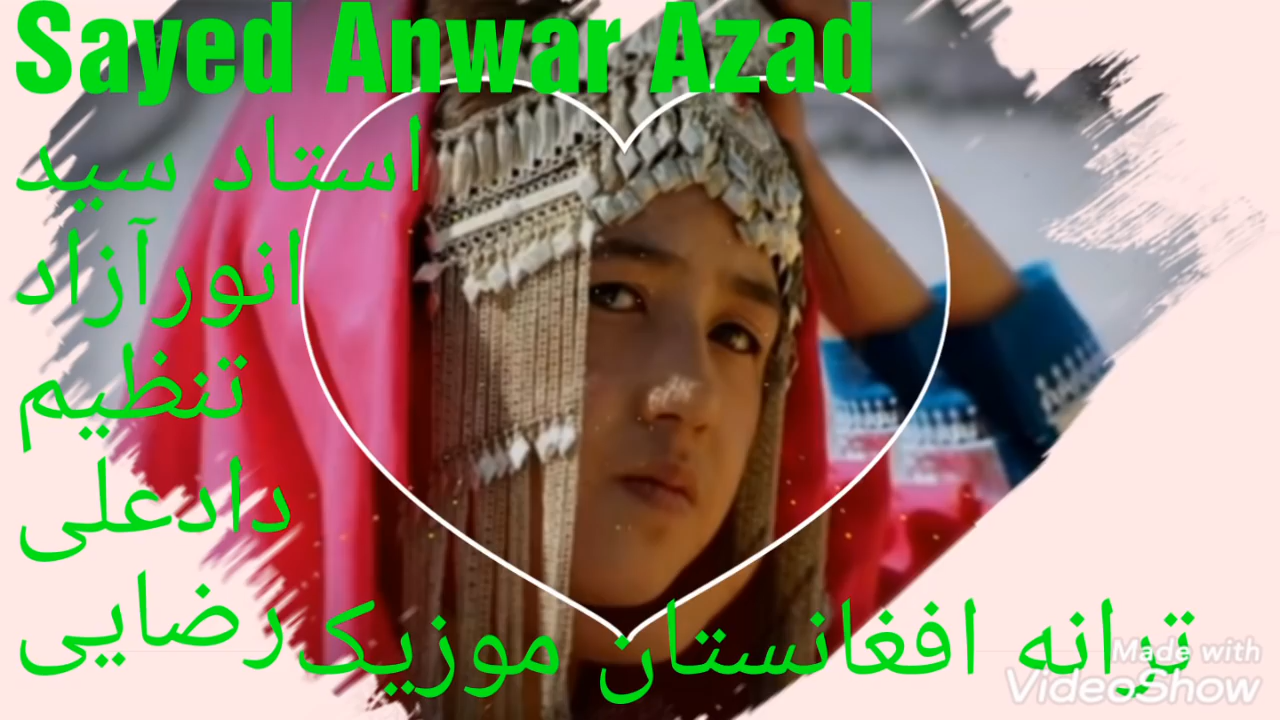 Sayed Anwar Azad
استاد سید
انورآزاد
تنظیم
دادعلی
رضایی
ترانه افغانستان موزیک
Made with
VideoShow